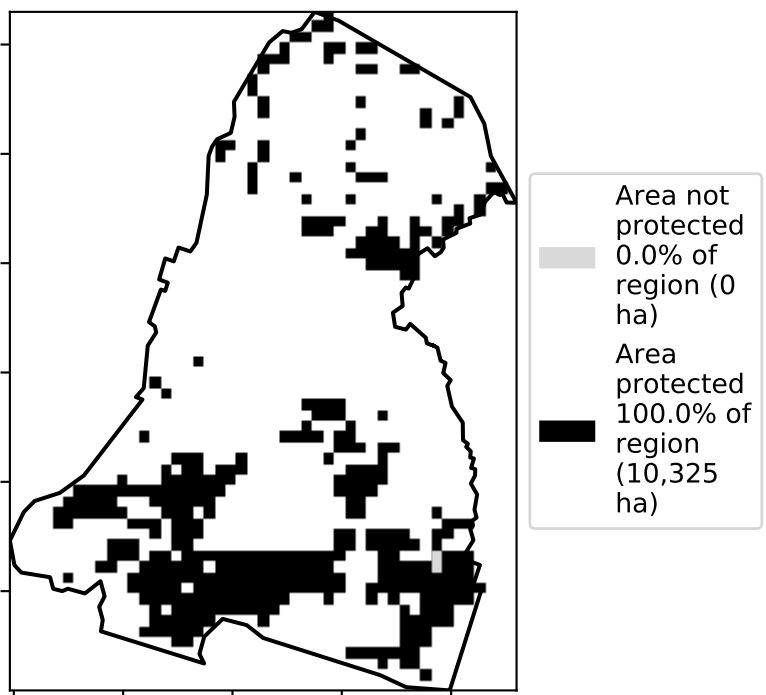 Area not
protected
0.0% of
region (0
ha)
Area
protected
100.0% of
region
(10,325
ha)